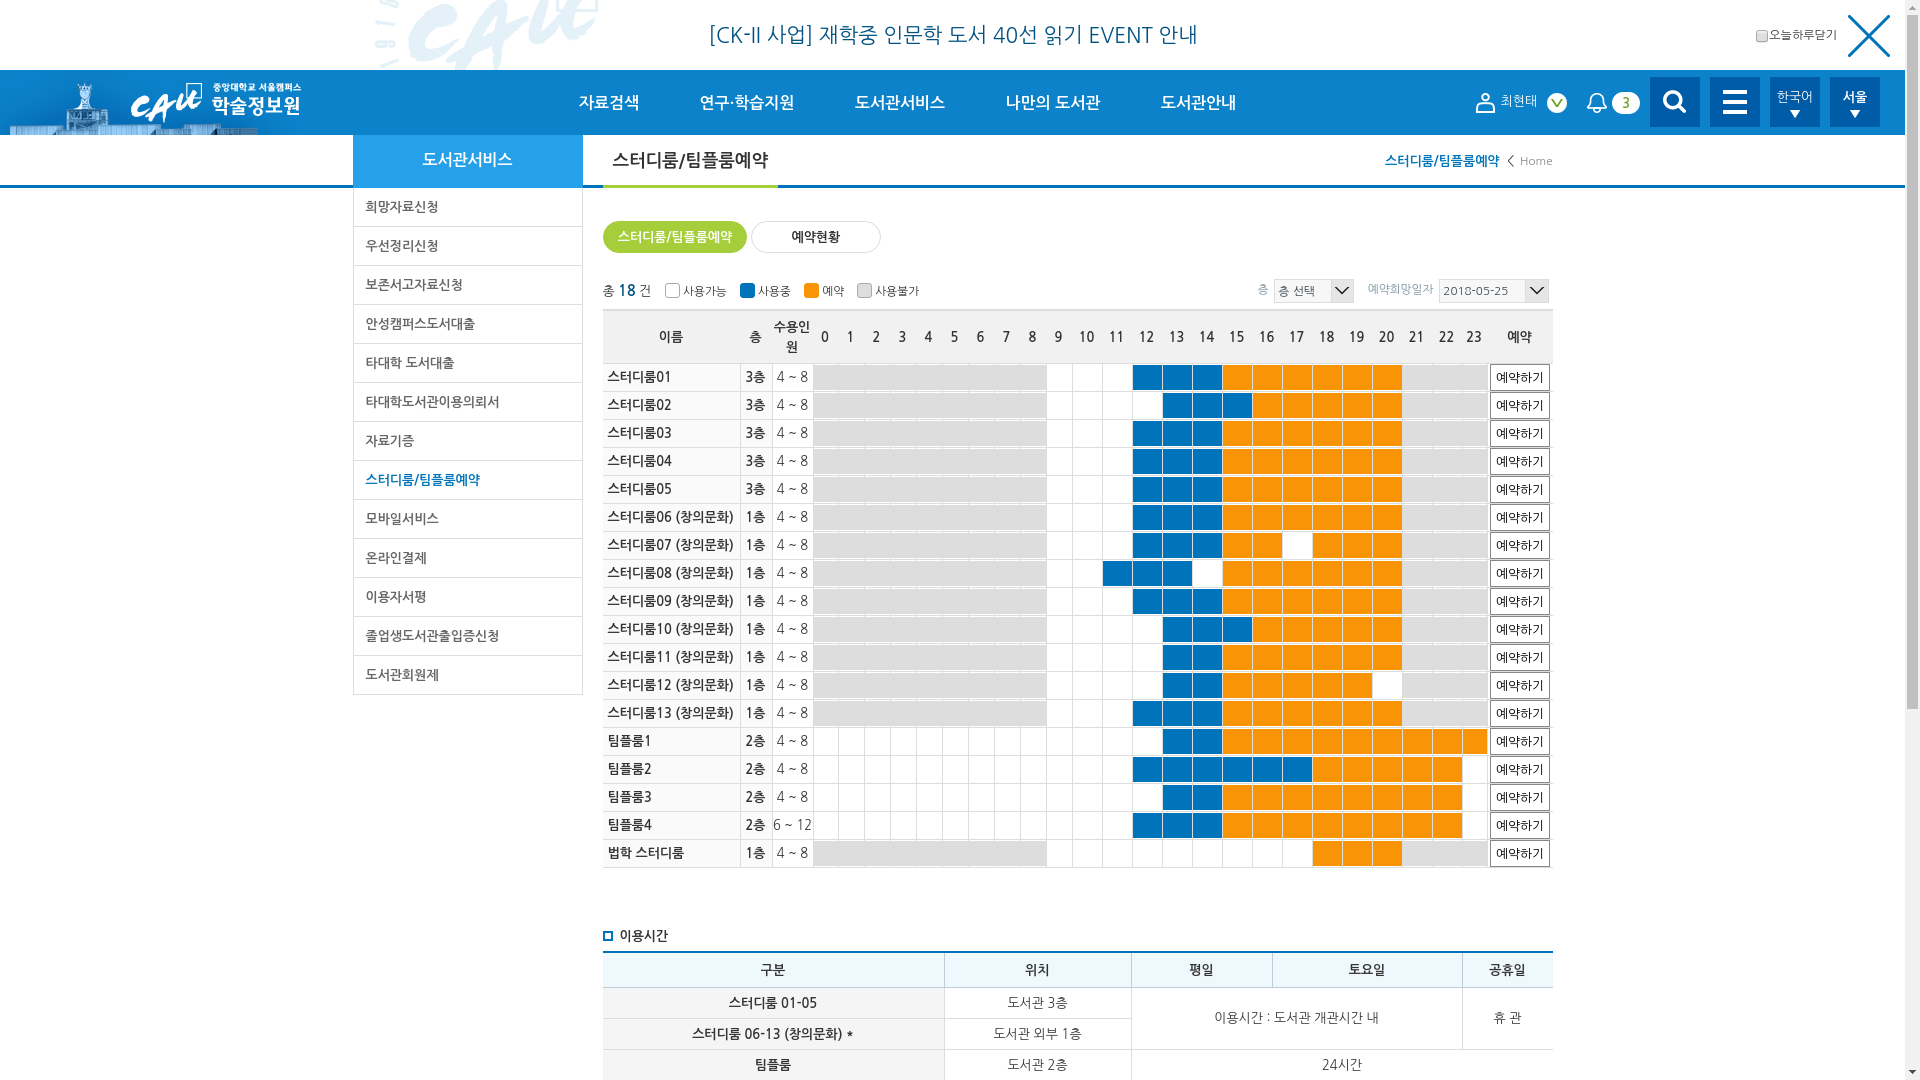 [CK-II 사업] 재학중 인문학 도서 40선 읽기 EVENT 안내
오늘하루닫기
CAU 중앙대학교 서울캠퍼스
학술정보원
자료검색 연구·학습지원 도서관서비스 나만의 도서관 도서관안내
최현태 3 한국어 서울
도서관서비스
스터디룸/팀플룸예약
스터디룸/팀플룸예약 < Home
희망자료신청
우선정리신청
보존서고자료신청
안성캠퍼스도서대출
타대학 도서대출
타대학도서관이용의뢰서
자료기증
스터디룸/팀플룸예약
모바일서비스
온라인결제
이용자서평
졸업생도서관출입증신청
도서관회원제
스터디룸/팀플룸예약 예약현황
총 18 건 사용가능 사용중 예약 사용불가
층 층 선택 예약희망일자 2018-05-25
이름 층 수용인원 0 1 2 3 4 5 6 7 8 9 10 11 12 13 14 15 16 17 18 19 20 21 22 23 예약
스터디룸01 3층 4 ~ 8 예약하기
스터디룸02 3층 4 ~ 8 예약하기
스터디룸03 3층 4 ~ 8 예약하기
스터디룸04 3층 4 ~ 8 예약하기
스터디룸05 3층 4 ~ 8 예약하기
스터디룸06 (창의문화) 1층 4 ~ 8 예약하기
스터디룸07 (창의문화) 1층 4 ~ 8 예약하기
스터디룸08 (창의문화) 1층 4 ~ 8 예약하기
스터디룸09 (창의문화) 1층 4 ~ 8 예약하기
스터디룸10 (창의문화) 1층 4 ~ 8 예약하기
스터디룸11 (창의문화) 1층 4 ~ 8 예약하기
스터디룸12 (창의문화) 1층 4 ~ 8 예약하기
스터디룸13 (창의문화) 1층 4 ~ 8 예약하기
팀플룸1 2층 4 ~ 8 예약하기
팀플룸2 2층 4 ~ 8 예약하기
팀플룸3 2층 4 ~ 8 예약하기
팀플룸4 2층 6 ~ 12 예약하기
법학 스터디룸 1층 4 ~ 8 예약하기
이용시간
구분 위치 평일 토요일 공휴일
스터디룸 01-05 도서관 3층 이용시간 : 도서관 개관시간 내 휴 관
스터디룸 06-13 (창의문화) * 도서관 외부 1층
팀플룸 도서관 2층 24시간